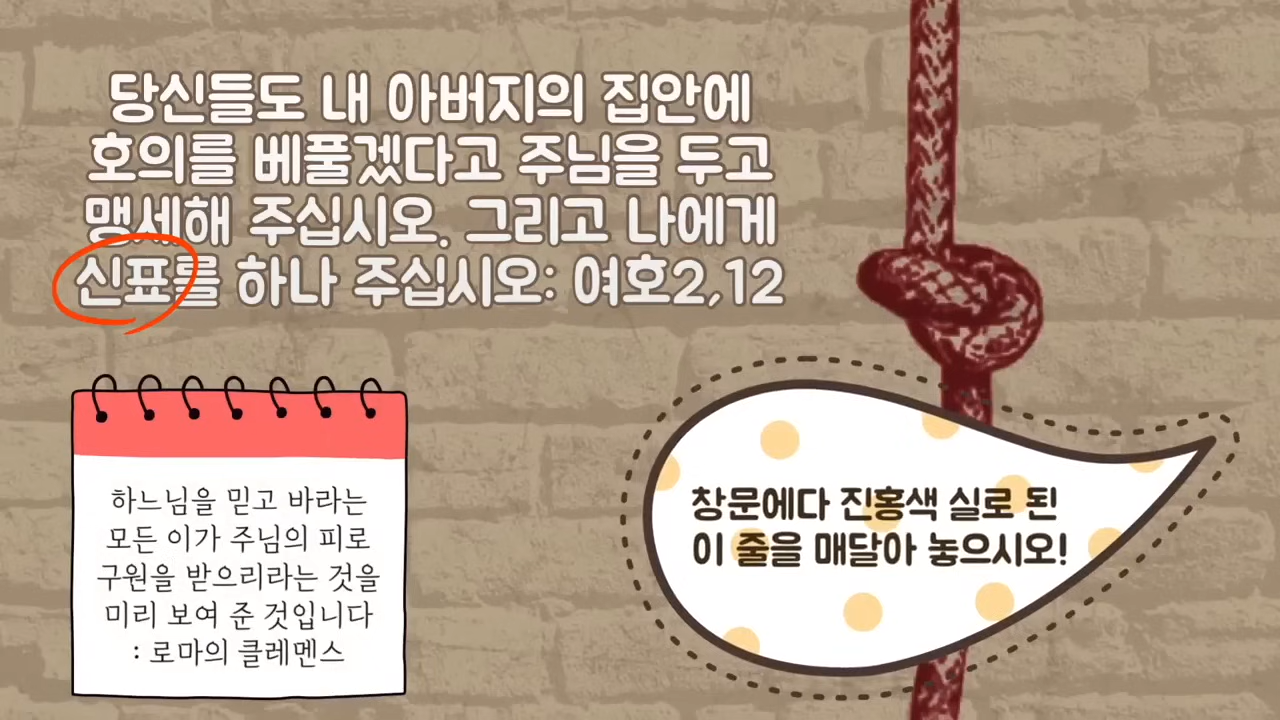 당신들도 내 아버지의 집안에
호의를 베풀겠다고 주님을 두고
맹세해 주십시오. 그리고 나에게
신표를 하나 주십시오: 여호2,12
하느님을 믿고 바라는
모든 이가 주님의 피로
구원을 받으리라는 것을
미리 보여 준 것입니다
: 로마의 클레멘스
창문에다 진홍색 실로 된
이 줄을 매달아 놓으시오!